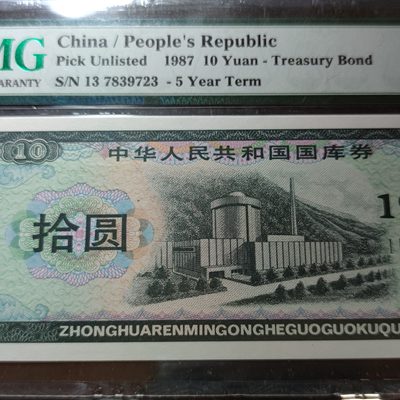 MG China / People's Republic
Pick Unlisted 1987 10 Yuan - Treasury Bond
ARANTY S/N 13 7839723 - 5 Year Term
10 中华人民共和国国库券
拾圆
ZHONGHUARENMINGONGHEGUOGUOKUQU